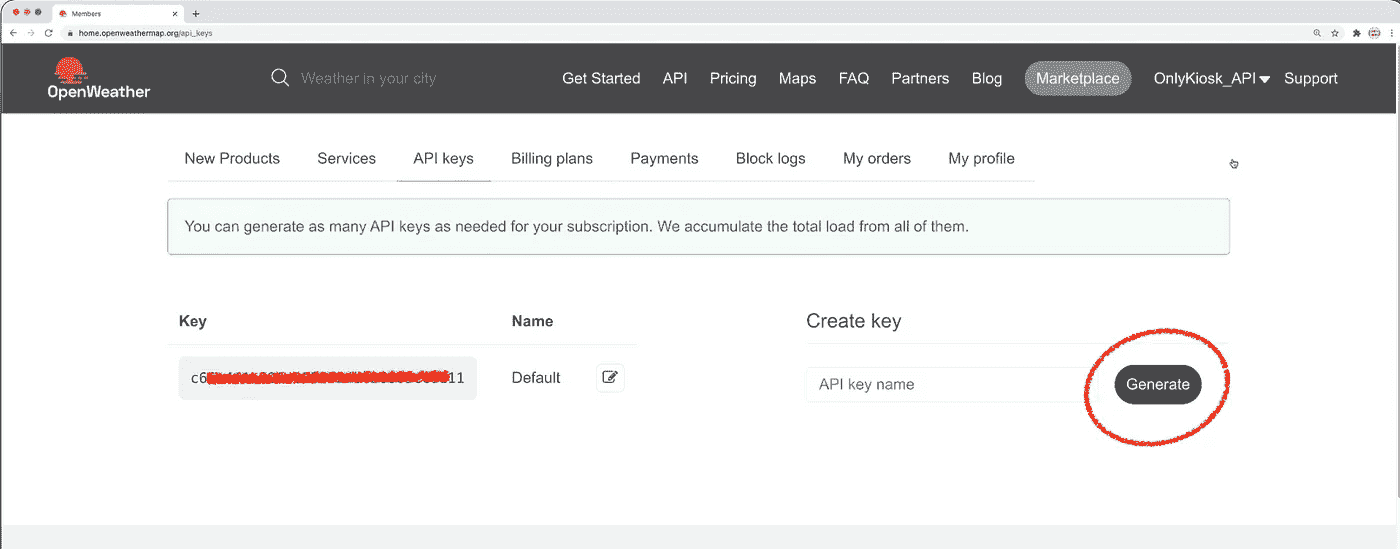 Members
home.openweathermap.org/api_keys
OpenWeather
Weather in your city
Get Started API Pricing Maps FAQ Partners Blog Marketplace OnlyKiosk_API Support
New Products Services API keys Billing plans Payments Block logs My orders My profile
You can generate as many API keys as needed for your subscription. We accumulate the total load from all of them.
Key Name Create key
c6 11 Default API key name Generate